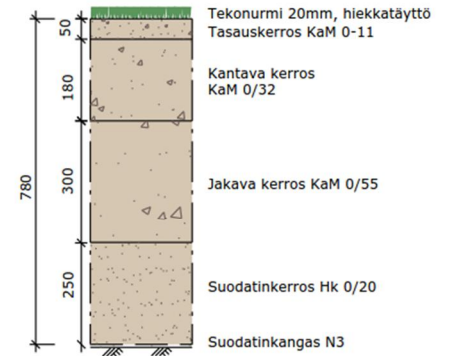 Tekonurmi 20mm, hiekkatäyttö
50
Tasauskerros KaM 0-11
180
Kantava kerros
KaM 0/32
780
300
Jakava kerros KaM 0/55
250
Suodatinkerros Hk 0/20
Suodatinkangas N3